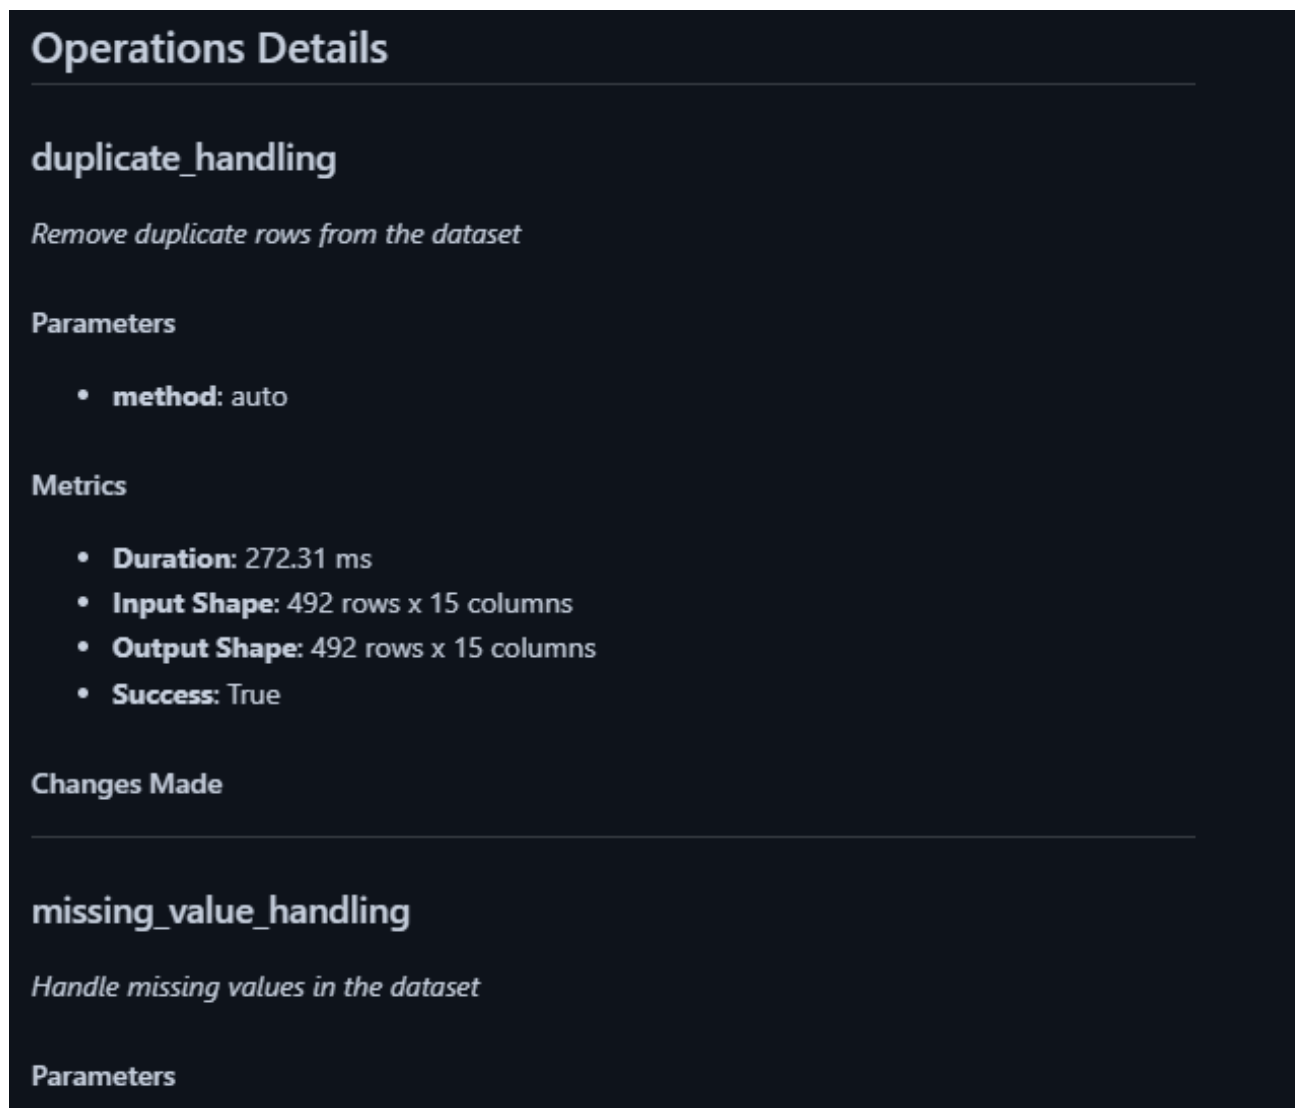 Operations Details
duplicate_handling
Remove duplicate rows from the dataset
Parameters
• method: auto
Metrics
• Duration: 272.31 ms
• Input Shape: 492 rows x 15 columns
• Output Shape: 492 rows x 15 columns
• Success: True
Changes Made
missing_value_handling
Handle missing values in the dataset
Parameters